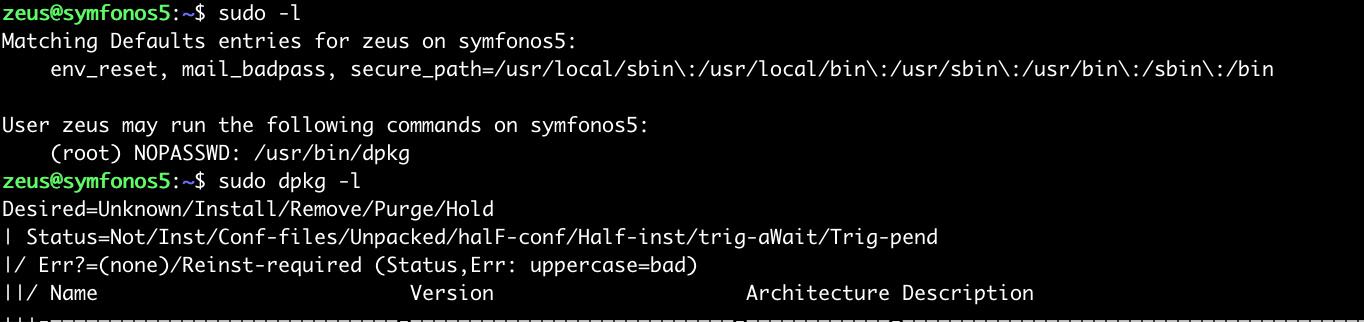 zeus@symfonos5:~$ sudo -l
Matching Defaults entries for zeus on symfonos5:
    env_reset, mail_badpass, secure_path=/usr/local/sbin\:/usr/local/bin\:/usr/sbin\:/usr/bin\:/sbin\:/bin

User zeus may run the following commands on symfonos5:
    (root) NOPASSWD: /usr/bin/dpkg
zeus@symfonos5:~$ sudo dpkg -l
Desired=Unknown/Install/Remove/Purge/Hold
| Status=Not/Inst/Conf-files/Unpacked/halF-conf/Half-inst/trig-aWait/Trig-pend
|/ Err?=(none)/Reinst-required (Status,Err: uppercase=bad)
||/ Name                          Version                     Architecture Description